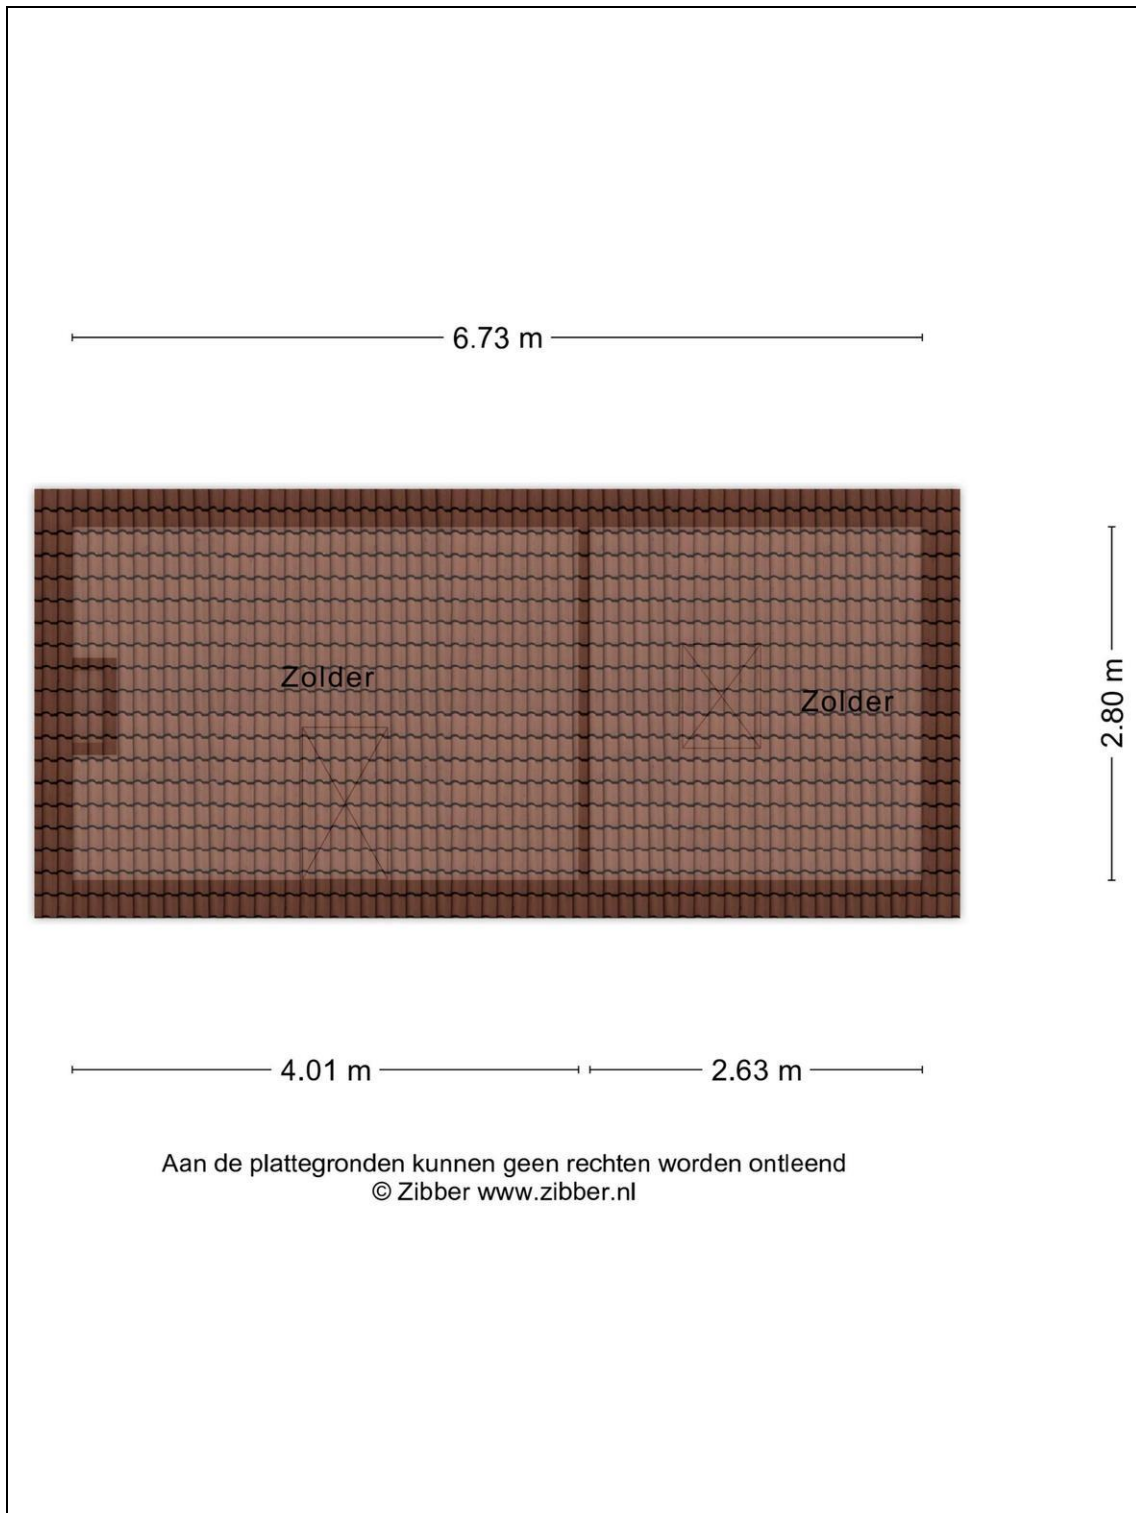 6.73 m
Zolder
Zolder
2.80 m
4.01 m
2.63 m
Aan de plattegronden kunnen geen rechten worden ontleend
© Zibber www.zibber.nl